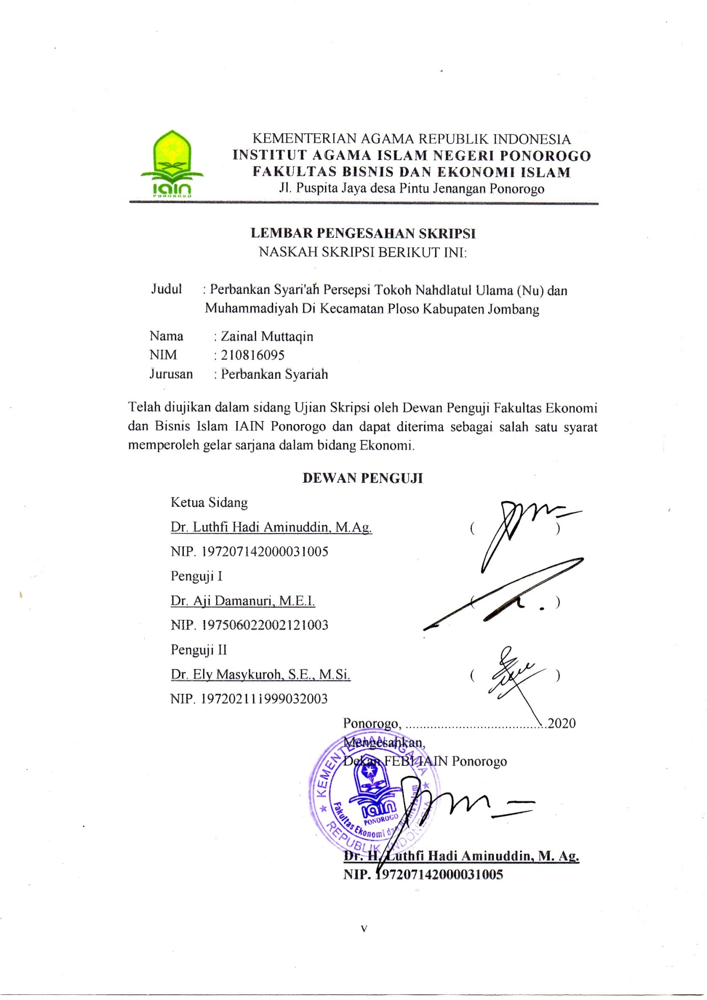 KEMENTERIAN AGAMA REPUBLIK INDONESIA
INSTITUT AGAMA ISLAM NEGERI PONOROGO
FAKULTAS BISNIS DAN EKONOMI ISLAM
Jl. Puspita Jaya desa Pintu Jenangan Ponorogo
IAIN
PONOROGO
LEMBAR PENGESAHAN SKRIPSI
NASKAH SKRIPSI BERIKUT INI:
Judul : Perbankan Syari'ah Persepsi Tokoh Nahdlatul Ulama (Nu) dan
Muhammadiyah Di Kecamatan Ploso Kabupaten Jombang
Nama : Zainal Muttaqin
NIM : 210816095
Jurusan : Perbankan Syariah
Telah diujikan dalam sidang Ujian Skripsi oleh Dewan Penguji Fakultas Ekonomi
dan Bisnis Islam IAIN Ponorogo dan dapat diterima sebagai salah satu syarat
memperoleh gelar sarjana dalam bidang Ekonomi.
DEWAN PENGUJI
Ketua Sidang
Dr. Luthfi Hadi Aminuddin, M.Ag. ( )
NIP. 197207142000031005
Penguji I
Dr. Aji Damanuri, M.E.I. ( )
NIP. 197506022002121003
Penguji II
Dr. Ely Masykuroh, S.E., M.Si. ( )
NIP. 197202111999032003
Ponorogo, ........................................2020
Mengesahkan,
Dekan FEBI IAIN Ponorogo
KEMENTERIAN AGAMA
REPUBLIK INDONESIA
IAIN
PONOROGO
Fakultas Ekonomi dan Bisnis Islam
Dr. H. Luthfi Hadi Aminuddin, M. Ag.
NIP. 197207142000031005
v